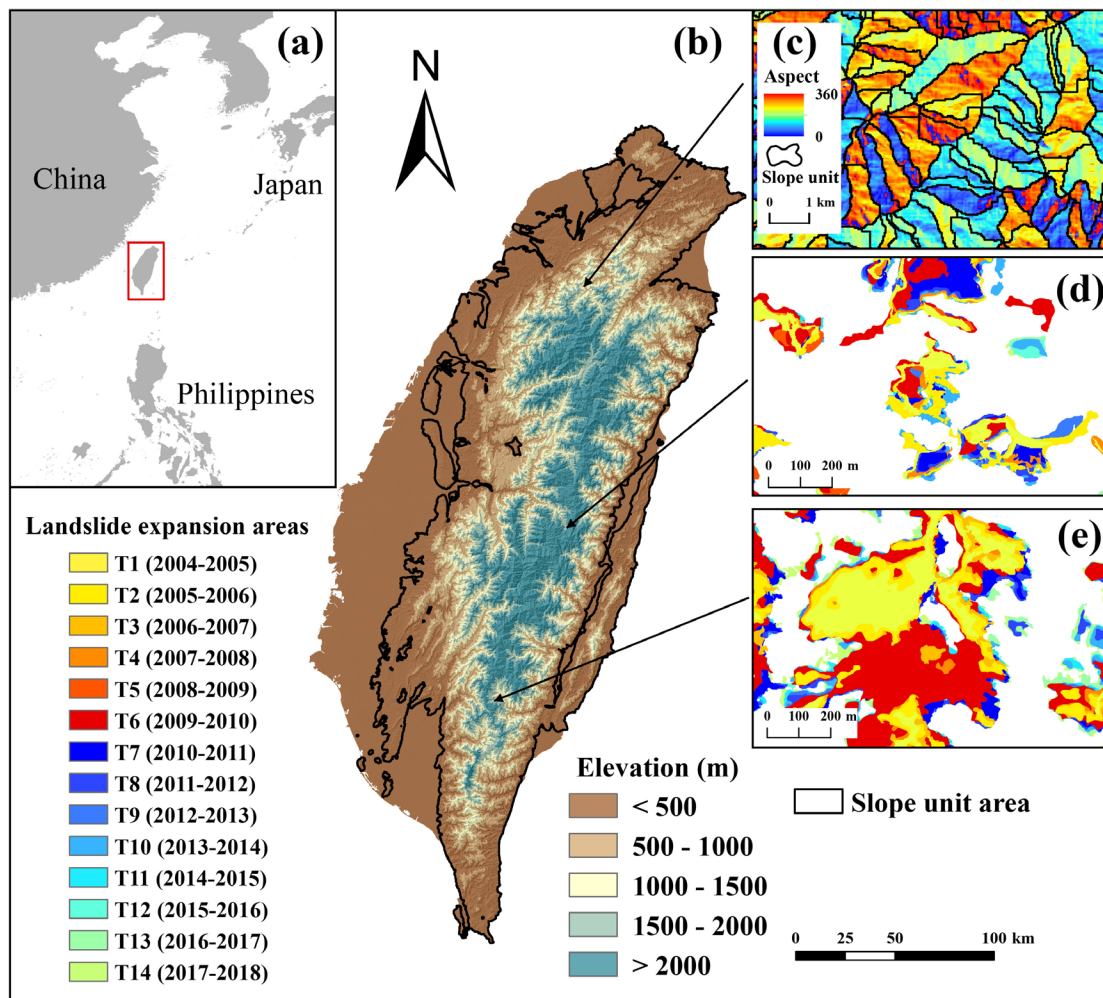 (a)
China
Japan
Philippines
(b)
N
(c)
Aspect
360
0
Slope unit
0 1 km
(d)
0 100 200 m
(e)
0 100 200 m
Landslide expansion areas
T1 (2004-2005)
T2 (2005-2006)
T3 (2006-2007)
T4 (2007-2008)
T5 (2008-2009)
T6 (2009-2010)
T7 (2010-2011)
T8 (2011-2012)
T9 (2012-2013)
T10 (2013-2014)
T11 (2014-2015)
T12 (2015-2016)
T13 (2016-2017)
T14 (2017-2018)
Elevation (m)
< 500
500 - 1000
1000 - 1500
1500 - 2000
> 2000
Slope unit area
0 25 50 100 km